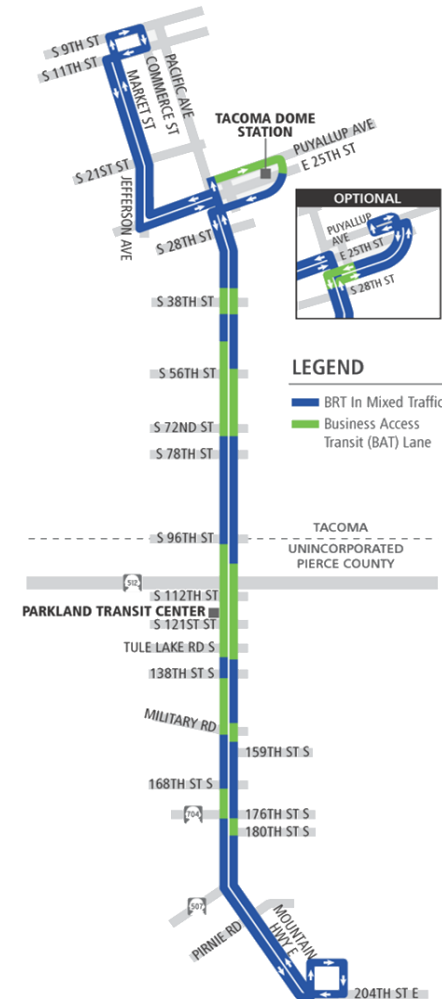 S 9TH ST
S 11TH ST
MARKET ST
COMMERCE ST
PACIFIC AVE
TACOMA DOME
STATION
PUYALLUP AVE
E 25TH ST
S 21ST ST
JEFFERSON AVE
S 28TH ST
OPTIONAL
PUYALLUP
AVE
E 25TH ST
S 28TH ST
S 38TH ST
S 56TH ST
LEGEND
BRT In Mixed Traffic
Business Access
Transit (BAT) Lane
S 72ND ST
S 78TH ST
S 96TH ST
TACOMA
UNINCORPORATED
PIERCE COUNTY
512
S 112TH ST
PARKLAND TRANSIT CENTER
S 121ST ST
TULE LAKE RD S
138TH ST S
MILITARY RD
159TH ST S
168TH ST S
704
176TH ST S
180TH ST S
507
PIRNIE RD
MOUNTAIN
HWY E
204TH ST E